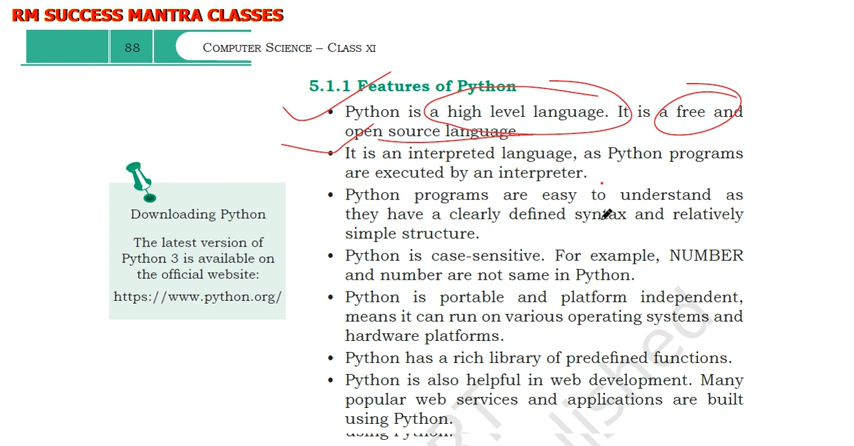 RM SUCCESS MANTRA CLASSES
88
COMPUTER SCIENCE – CLASS XI
5.1.1 Features of Python
• Python is a high level language. It is a free and
open source language.
• It is an interpreted language, as Python programs
are executed by an interpreter.
• Python programs are easy to understand as
they have a clearly defined syntax and relatively
simple structure.
• Python is case-sensitive. For example, NUMBER
and number are not same in Python.
• Python is portable and platform independent,
means it can run on various operating systems and
hardware platforms.
• Python has a rich library of predefined functions.
• Python is also helpful in web development. Many
popular web services and applications are built
using Python.
using Python.
Downloading Python
The latest version of
Python 3 is available on
the official website:
https://www.python.org/